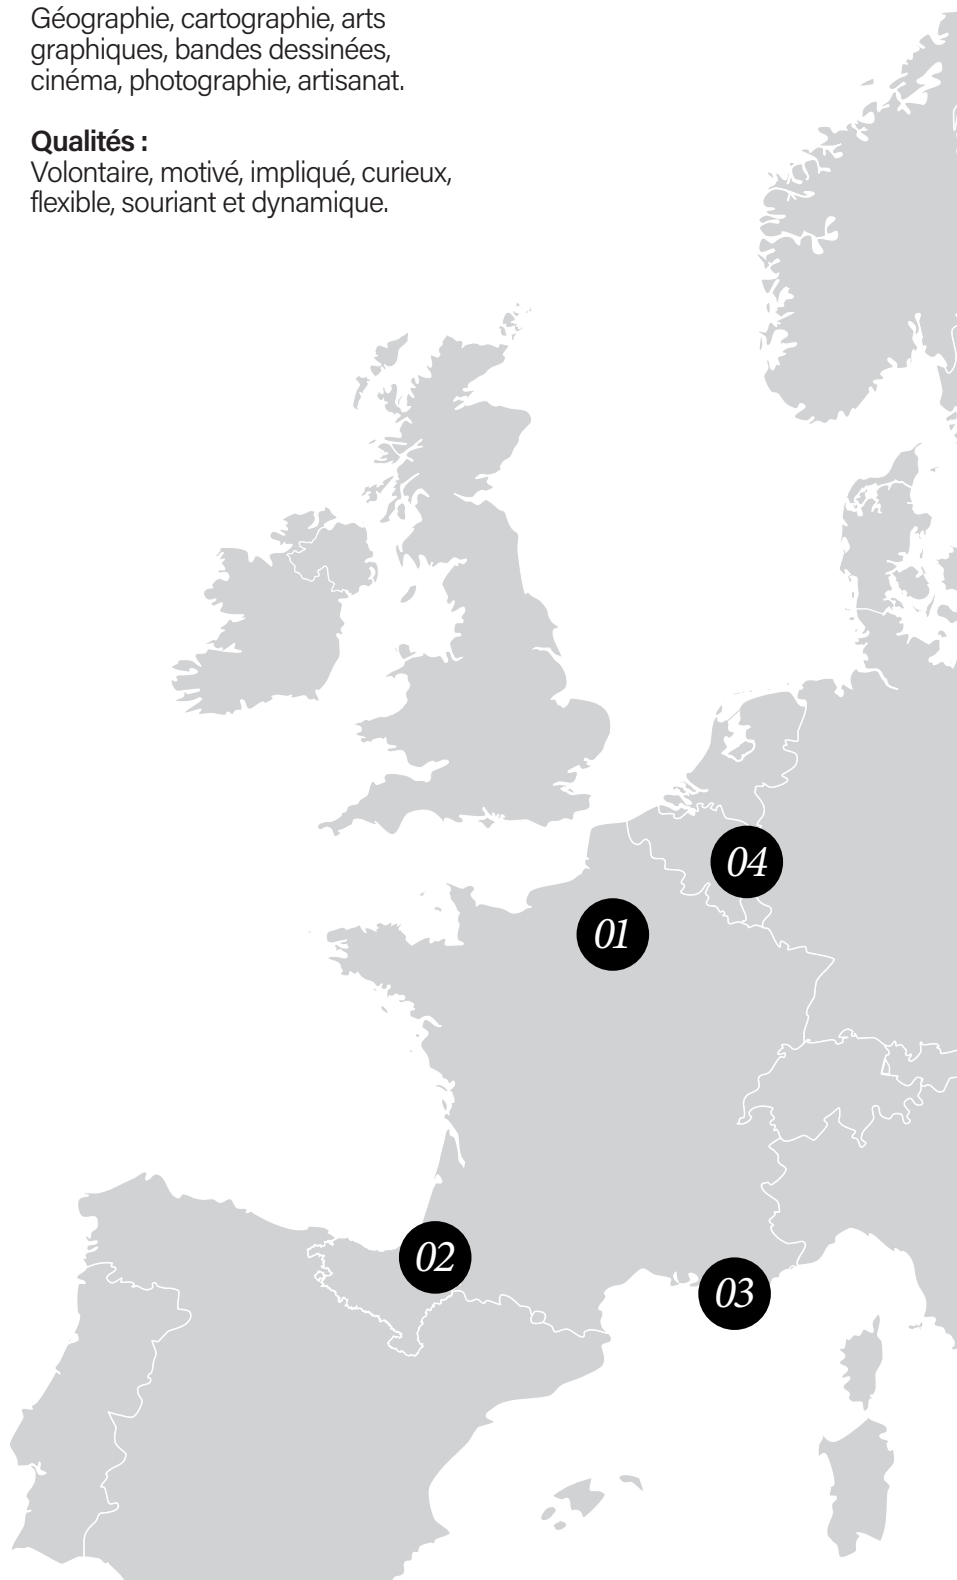 Géographie, cartographie, arts
graphiques, bandes dessinées,
cinéma, photographie, artisanat.
Qualités :
Volontaire, motivé, impliqué, curieux,
flexible, souriant et dynamique.
04
01
02
03